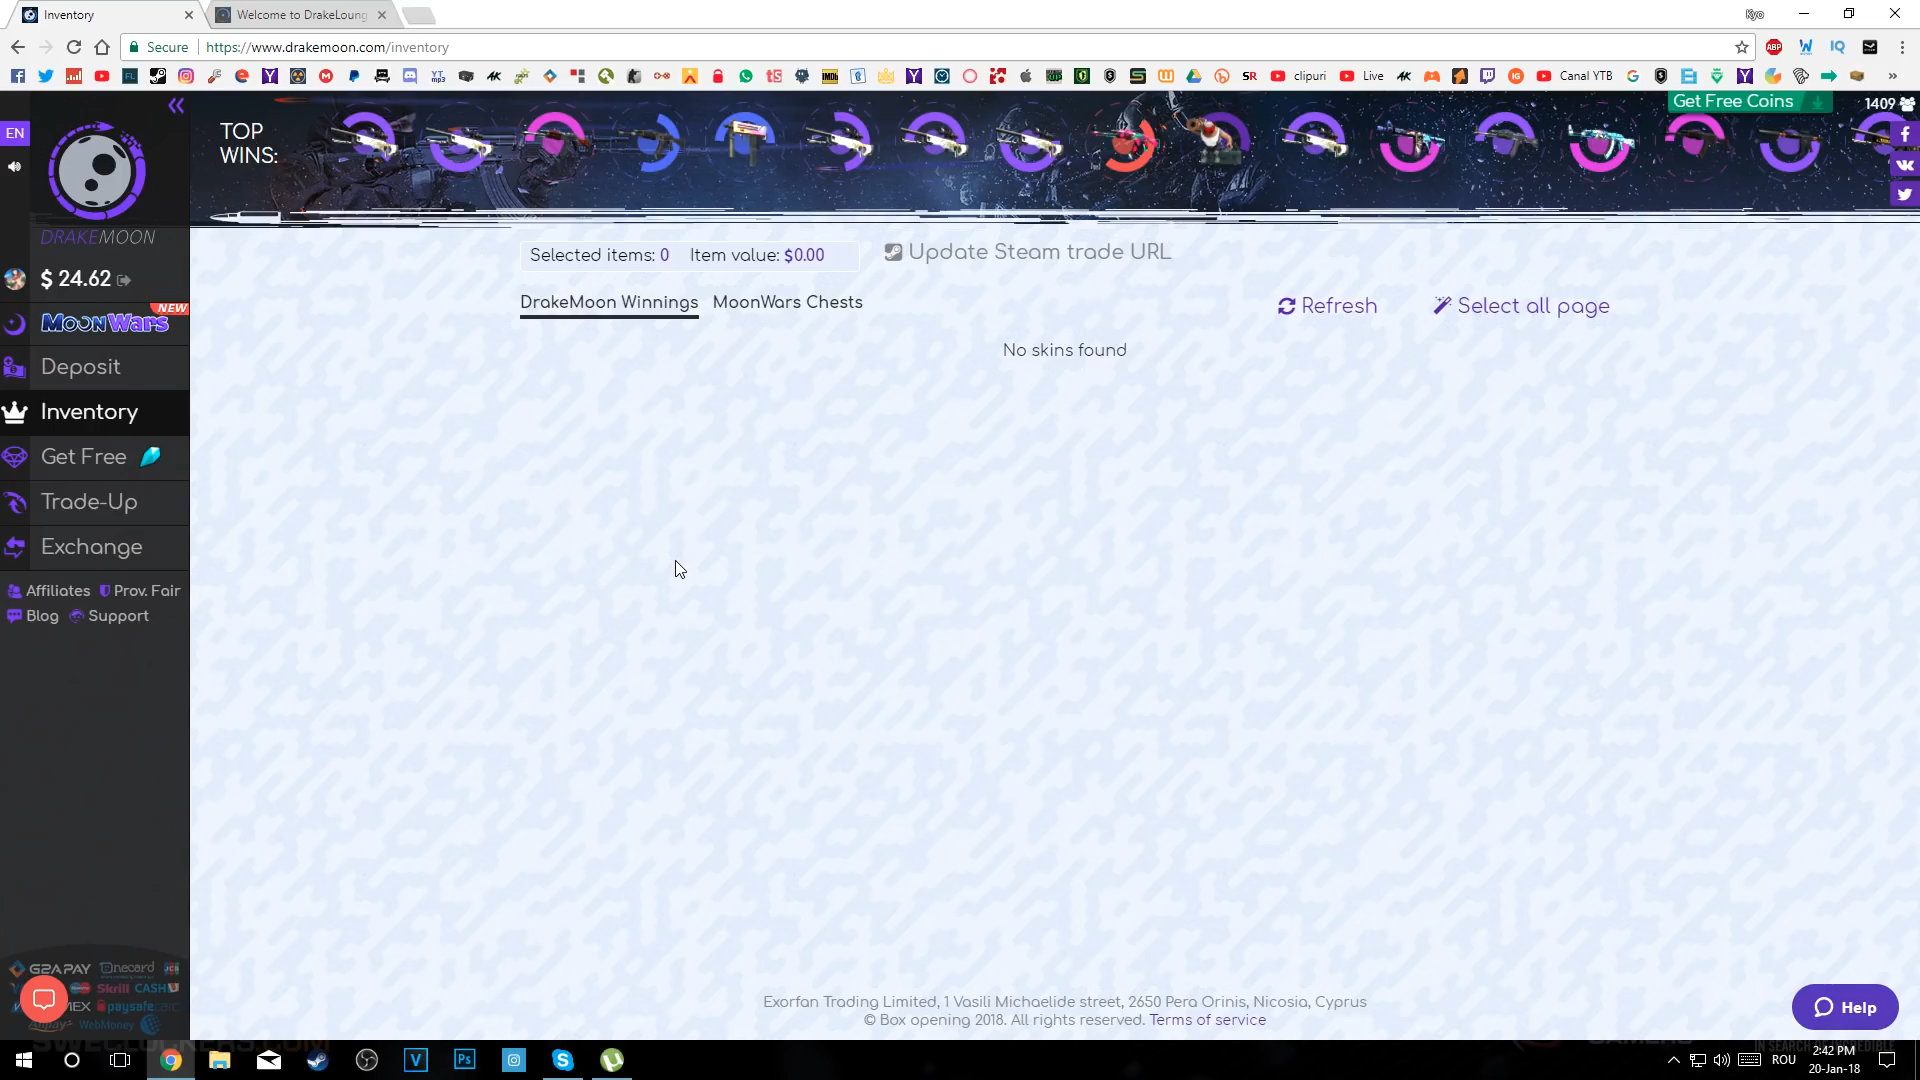 Inventory
Welcome to DrakeLoung
Kyo
Secure
https://www.drakemoon.com/inventory
clipuri
Live
Canal YTB
EN
DRAKEMOON
$ 24.62
NEW
MOONWARS
Deposit
Inventory
Get Free
Trade-Up
Exchange
Affiliates
Prov. Fair
Blog
Support
TOP
WINS:
Get Free Coins
1409
Selected items: 0 Item value: $0.00
Update Steam trade URL
DrakeMoon Winnings
MoonWars Chests
Refresh
Select all page
No skins found
G2APAY
Onecard
JCB
Skrill
CASHU
paysafecard
WebMoney
Exorfan Trading Limited, 1 Vasili Michaelide street, 2650 Pera Orinis, Nicosia, Cyprus
© Box opening 2018. All rights reserved. Terms of service
Help
ROU
2:42 PM
20-Jan-18